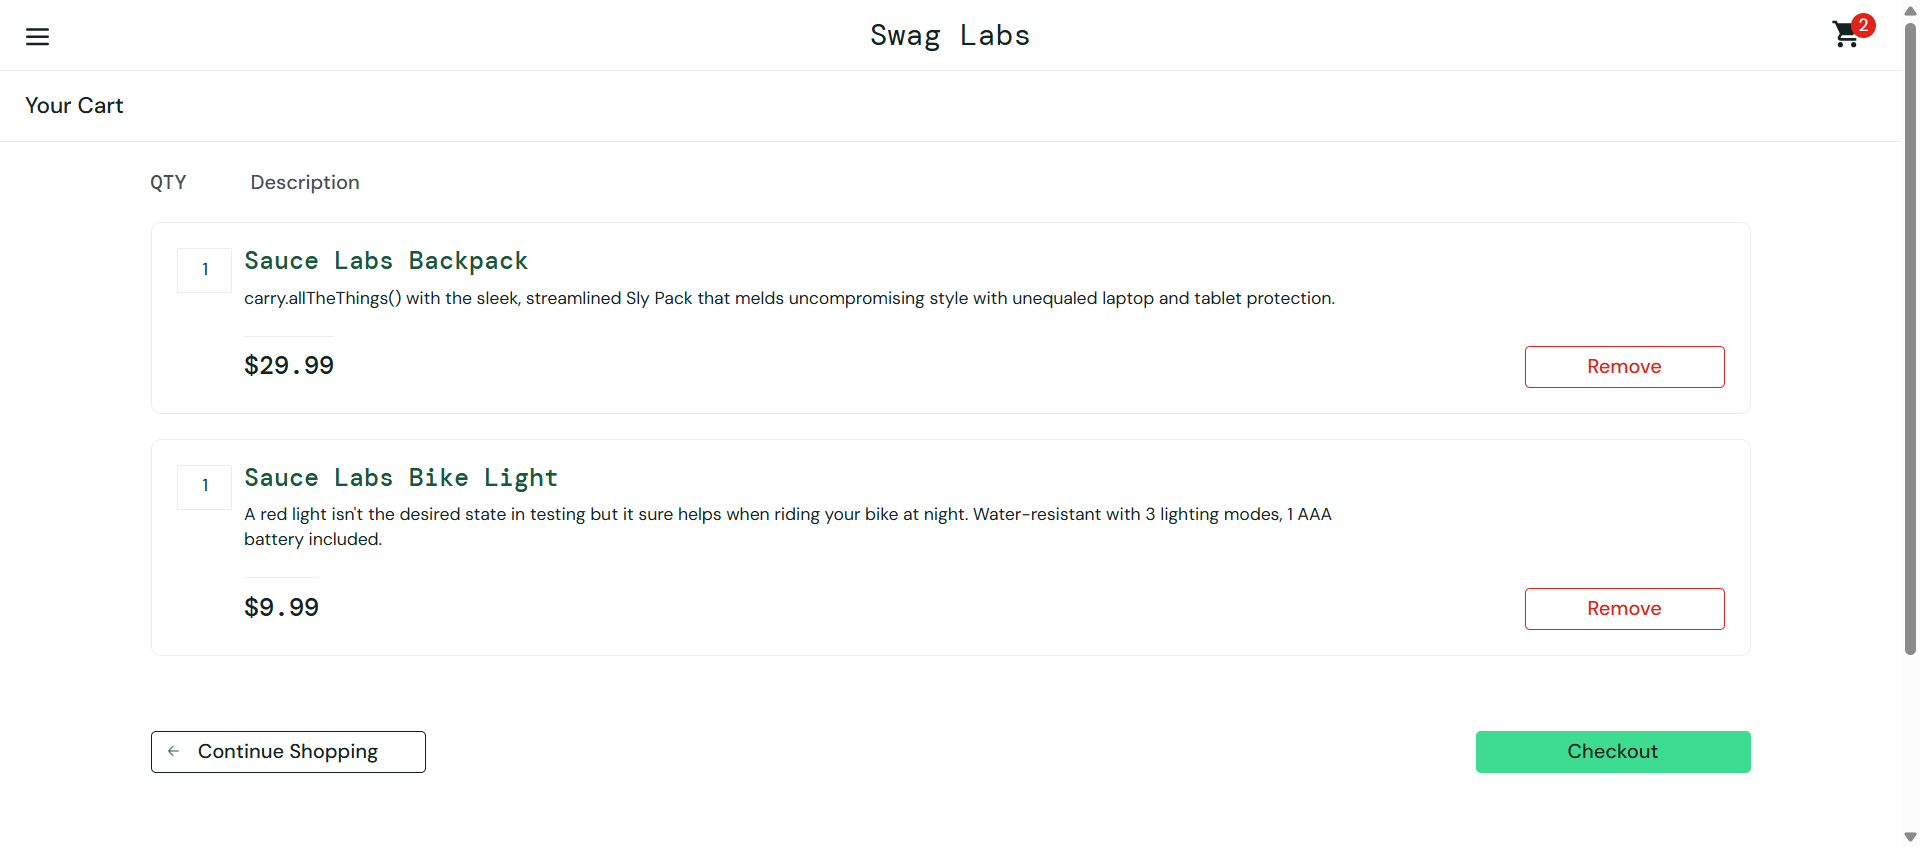 Swag Labs
2
Your Cart
QTY Description
1
Sauce Labs Backpack
carry.allTheThings() with the sleek, streamlined Sly Pack that melds uncompromising style with unequaled laptop and tablet protection.
$29.99
Remove
1
Sauce Labs Bike Light
A red light isn't the desired state in testing but it sure helps when riding your bike at night. Water-resistant with 3 lighting modes, 1 AAA
battery included.
$9.99
Remove
Continue Shopping
Checkout